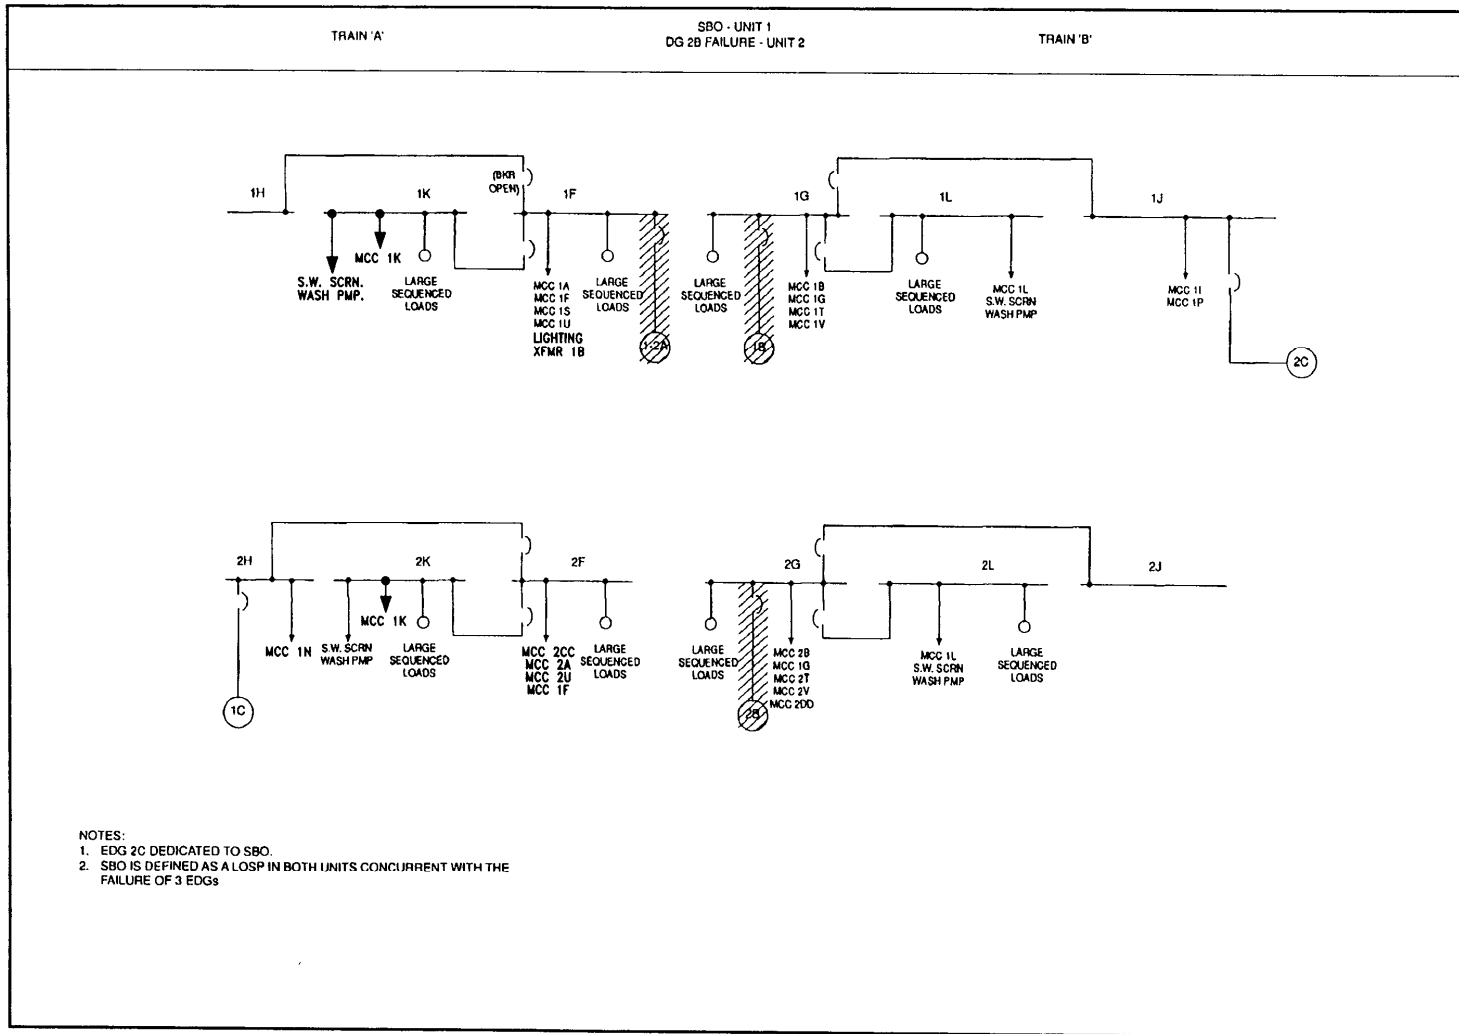 TRAIN 'A'
SBO - UNIT 1
DG 2B FAILURE - UNIT 2
TRAIN 'B'
1H
1K
(BKR
OPEN)
1F
1G
1L
1J
S.W. SCRN.
WASH PMP.
MCC 1K
LARGE
SEQUENCED
LOADS
MCC 1A
MCC 1F
MCC 1S
MCC 1U
LIGHTING
XFMR 1B
LARGE
SEQUENCED
LOADS
1-2A
LARGE
SEQUENCED
LOADS
1B
MCC 1B
MCC 1G
MCC 1T
MCC 1V
LARGE
SEQUENCED
LOADS
MCC 1L
S.W. SCRN
WASH PMP
MCC 1I
MCC 1P
2C
2H
2K
2F
2G
2L
2J
1C
MCC 1N
S.W. SCRN
WASH PMP
MCC 1K
LARGE
SEQUENCED
LOADS
MCC 2CC
MCC 2A
MCC 2U
MCC 1F
LARGE
SEQUENCED
LOADS
LARGE
SEQUENCED
LOADS
2B
MCC 2B
MCC 1G
MCC 2T
MCC 2V
MCC 2DD
MCC 1L
S.W. SCRN
WASH PMP
LARGE
SEQUENCED
LOADS
NOTES:
1. EDG 2C DEDICATED TO SBO.
2. SBO IS DEFINED AS A LOSP IN BOTH UNITS CONCURRENT WITH THE
FAILURE OF 3 EDGs